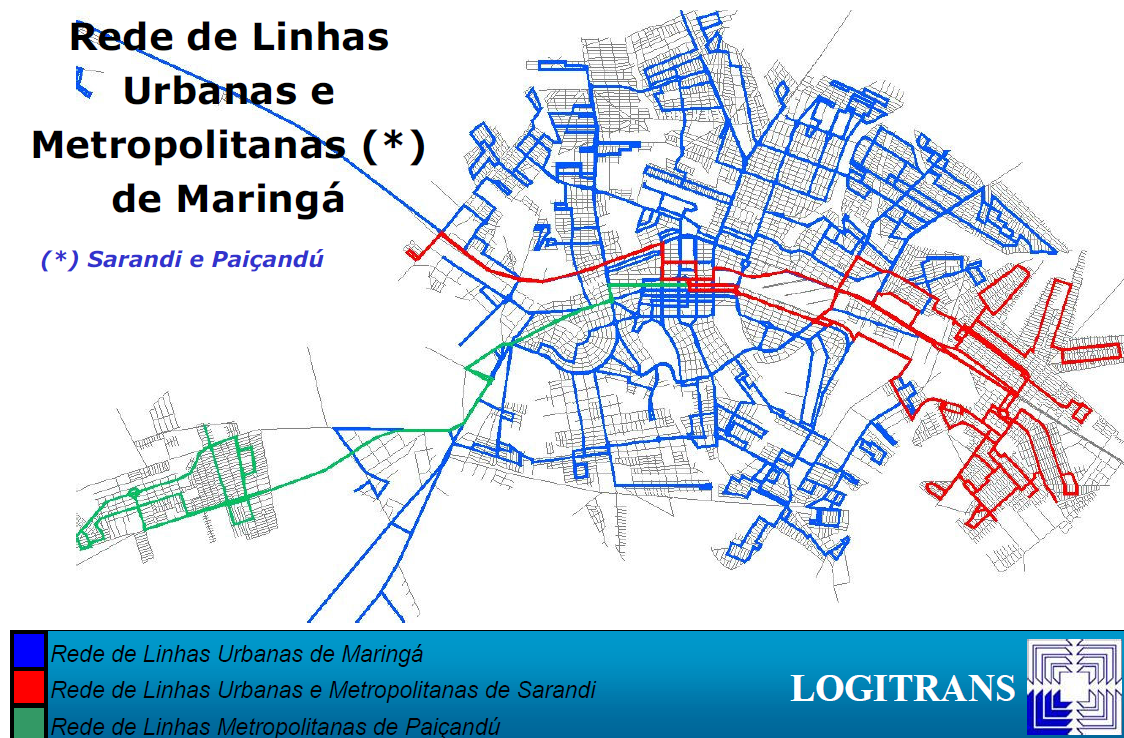 Rede de Linhas
Urbanas e
Metropolitanas (*)
de Maringá
(*) Sarandi e Paiçandú
Rede de Linhas Urbanas de Maringá
Rede de Linhas Urbanas e Metropolitanas de Sarandi
Rede de Linhas Metropolitanas de Paiçandú
LOGITRANS